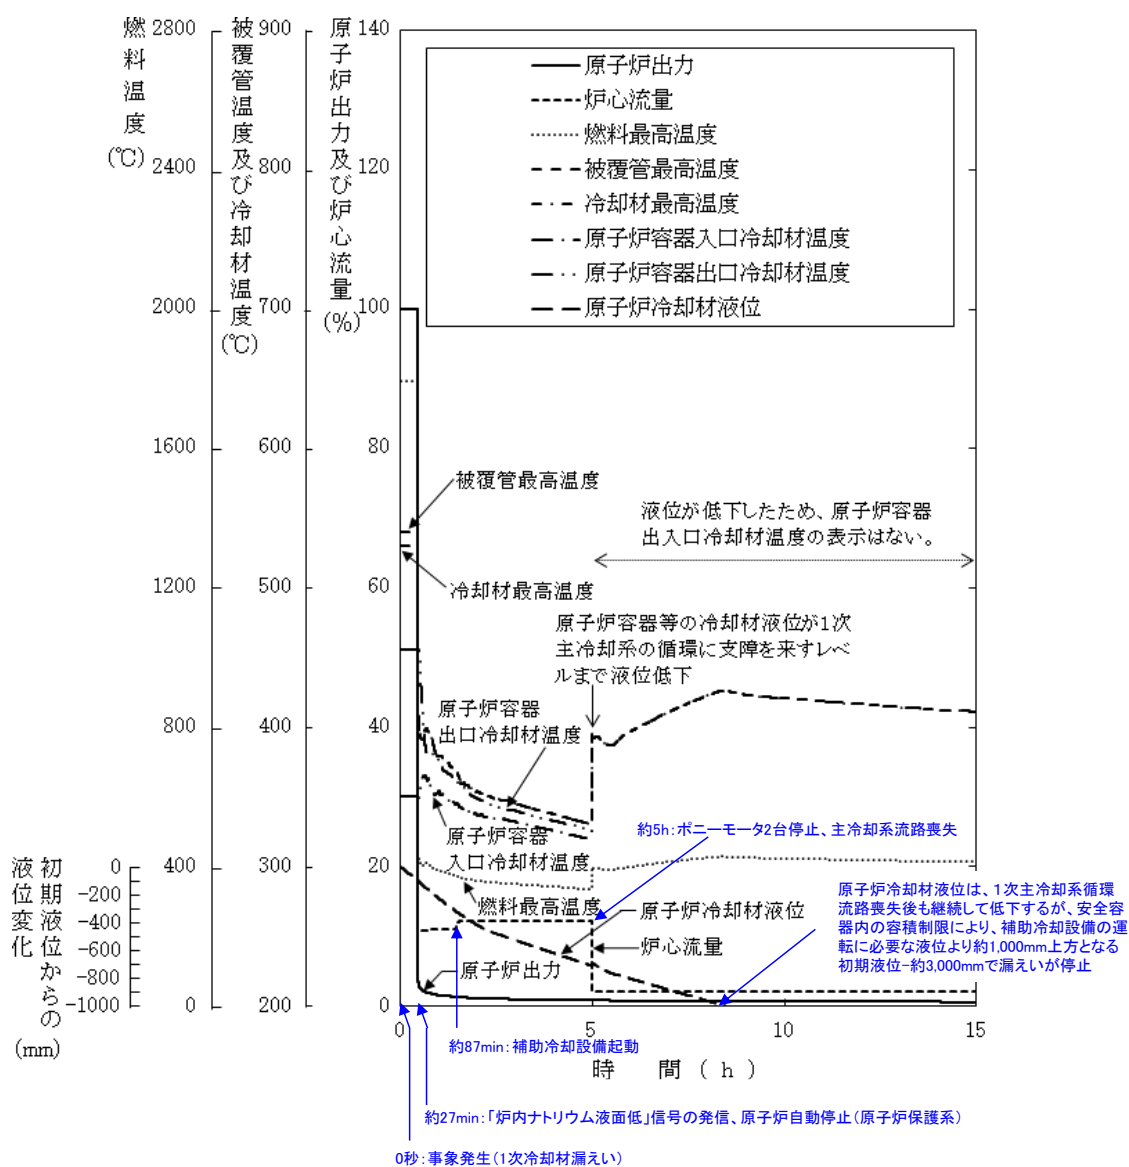 燃料温度
(℃)
2800
2400
2000
1600
1200
800
400
0
被覆管温度及び冷却材温度
(℃)
900
800
700
600
500
400
300
200
原子炉出力及び炉心流量
(%)
140
120
100
80
60
40
20
0
原子炉出力
炉心流量
燃料最高温度
被覆管最高温度
冷却材最高温度
原子炉容器入口冷却材温度
原子炉容器出口冷却材温度
原子炉冷却材液位
被覆管最高温度
冷却材最高温度
液位が低下したため、原子炉容器
出入口冷却材温度の表示はない。
原子炉容器等の冷却材液位が1次
主冷却系の循環に支障を来すレベ
ルまで液位低下
原子炉容器
出口冷却材温度
原子炉容器
入口冷却材温度
燃料最高温度
原子炉冷却材液位
炉心流量
原子炉出力
約5h:ポニーモータ2台停止、主冷却系流路喪失
原子炉冷却材液位は、1次主冷却系循環
流路喪失後も継続して低下するが、安全容
器内の容積制限により、補助冷却設備の運
転に必要な液位より約1,000mm上方となる
初期液位-約3,000mmで漏えいが停止
初期液位からの
液位変化
(mm)
0
-200
-400
-600
-800
-1000
0
5
10
15
時 間 ( h )
約87min:補助冷却設備起動
約27min:「炉内ナトリウム液面低」信号の発信、原子炉自動停止(原子炉保護系)
0秒:事象発生(1次冷却材漏えい)